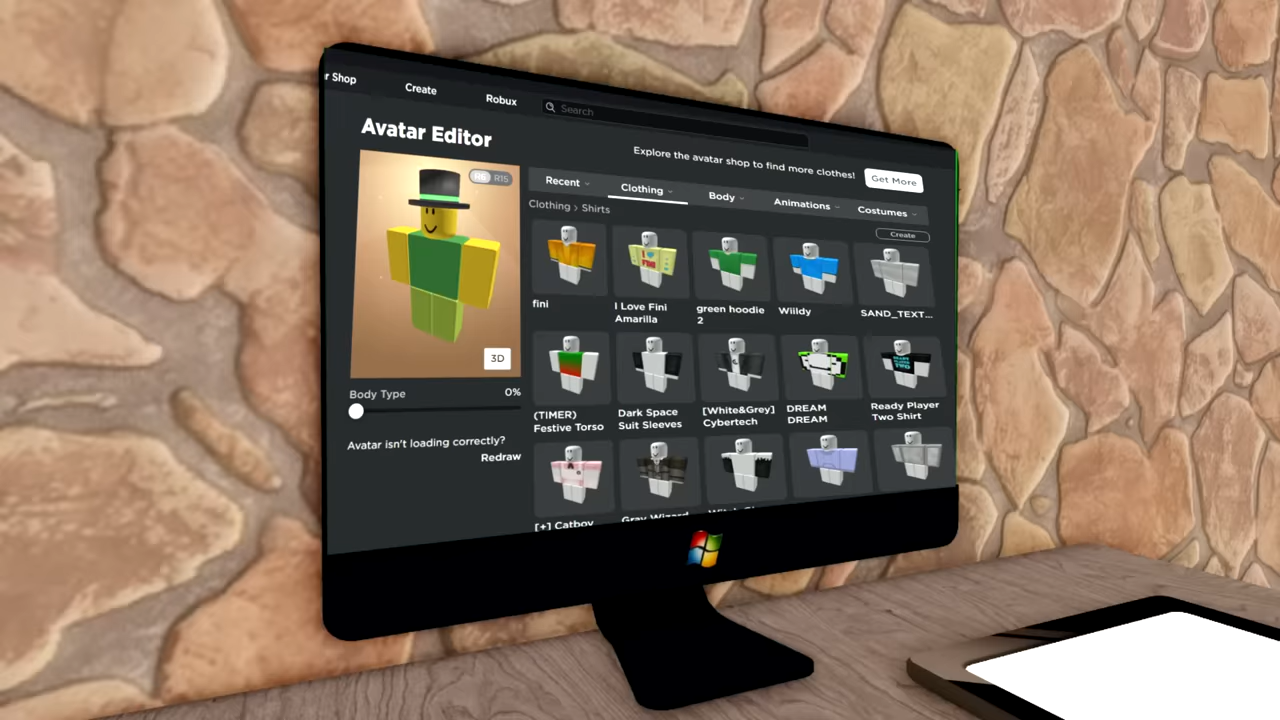 r Shop
Create
Robux
Search
Avatar Editor
Explore the avatar shop to find more clothes!
Get More
R6 R15
Recent
Clothing
Body
Animations
Costumes
Clothing > Shirts
Create
fini
I Love Fini
Amarilla
green hoodie
2
Wiildy
SAND_TEXT...
3D
Body Type
0%
(TIMER)
Festive Torso
Dark Space
Suit Sleeves
[White&Grey]
Cybertech
DREAM
DREAM
Ready Player
Two Shirt
Avatar isn't loading correctly?
Redraw
[+] Catboy
Gray Wizard